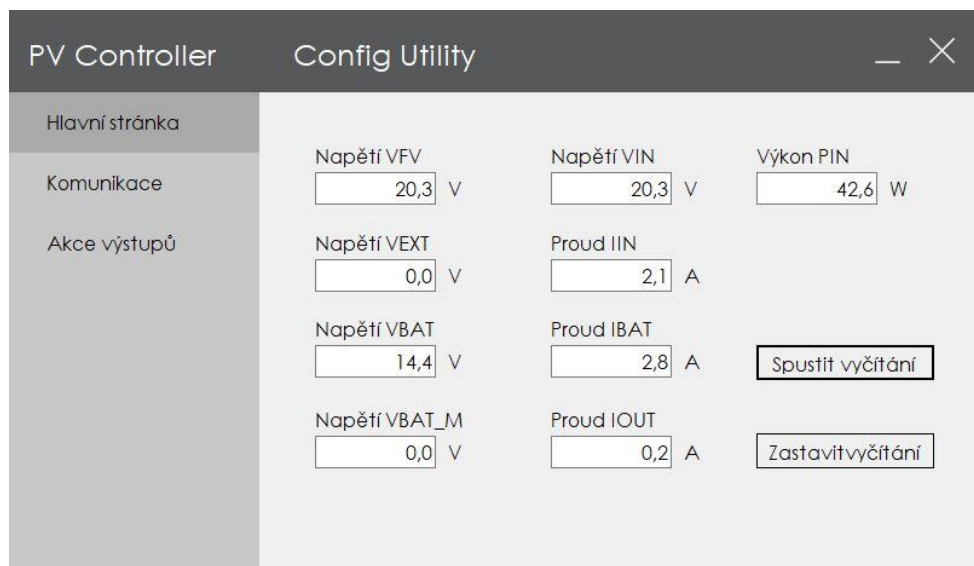 PV Controller
Config Utility
Hlavní stránka
Komunikace
Akce výstupů
Napětí VFV
20,3 V
Napětí VIN
20,3 V
Výkon PIN
42,6 W
Napětí VEXT
0,0 V
Proud IIN
2,1 A
Napětí VBAT
14,4 V
Proud IBAT
2,8 A
Spustit vyčítání
Napětí VBAT_M
0,0 V
Proud IOUT
0,2 A
Zastavitvyčítání